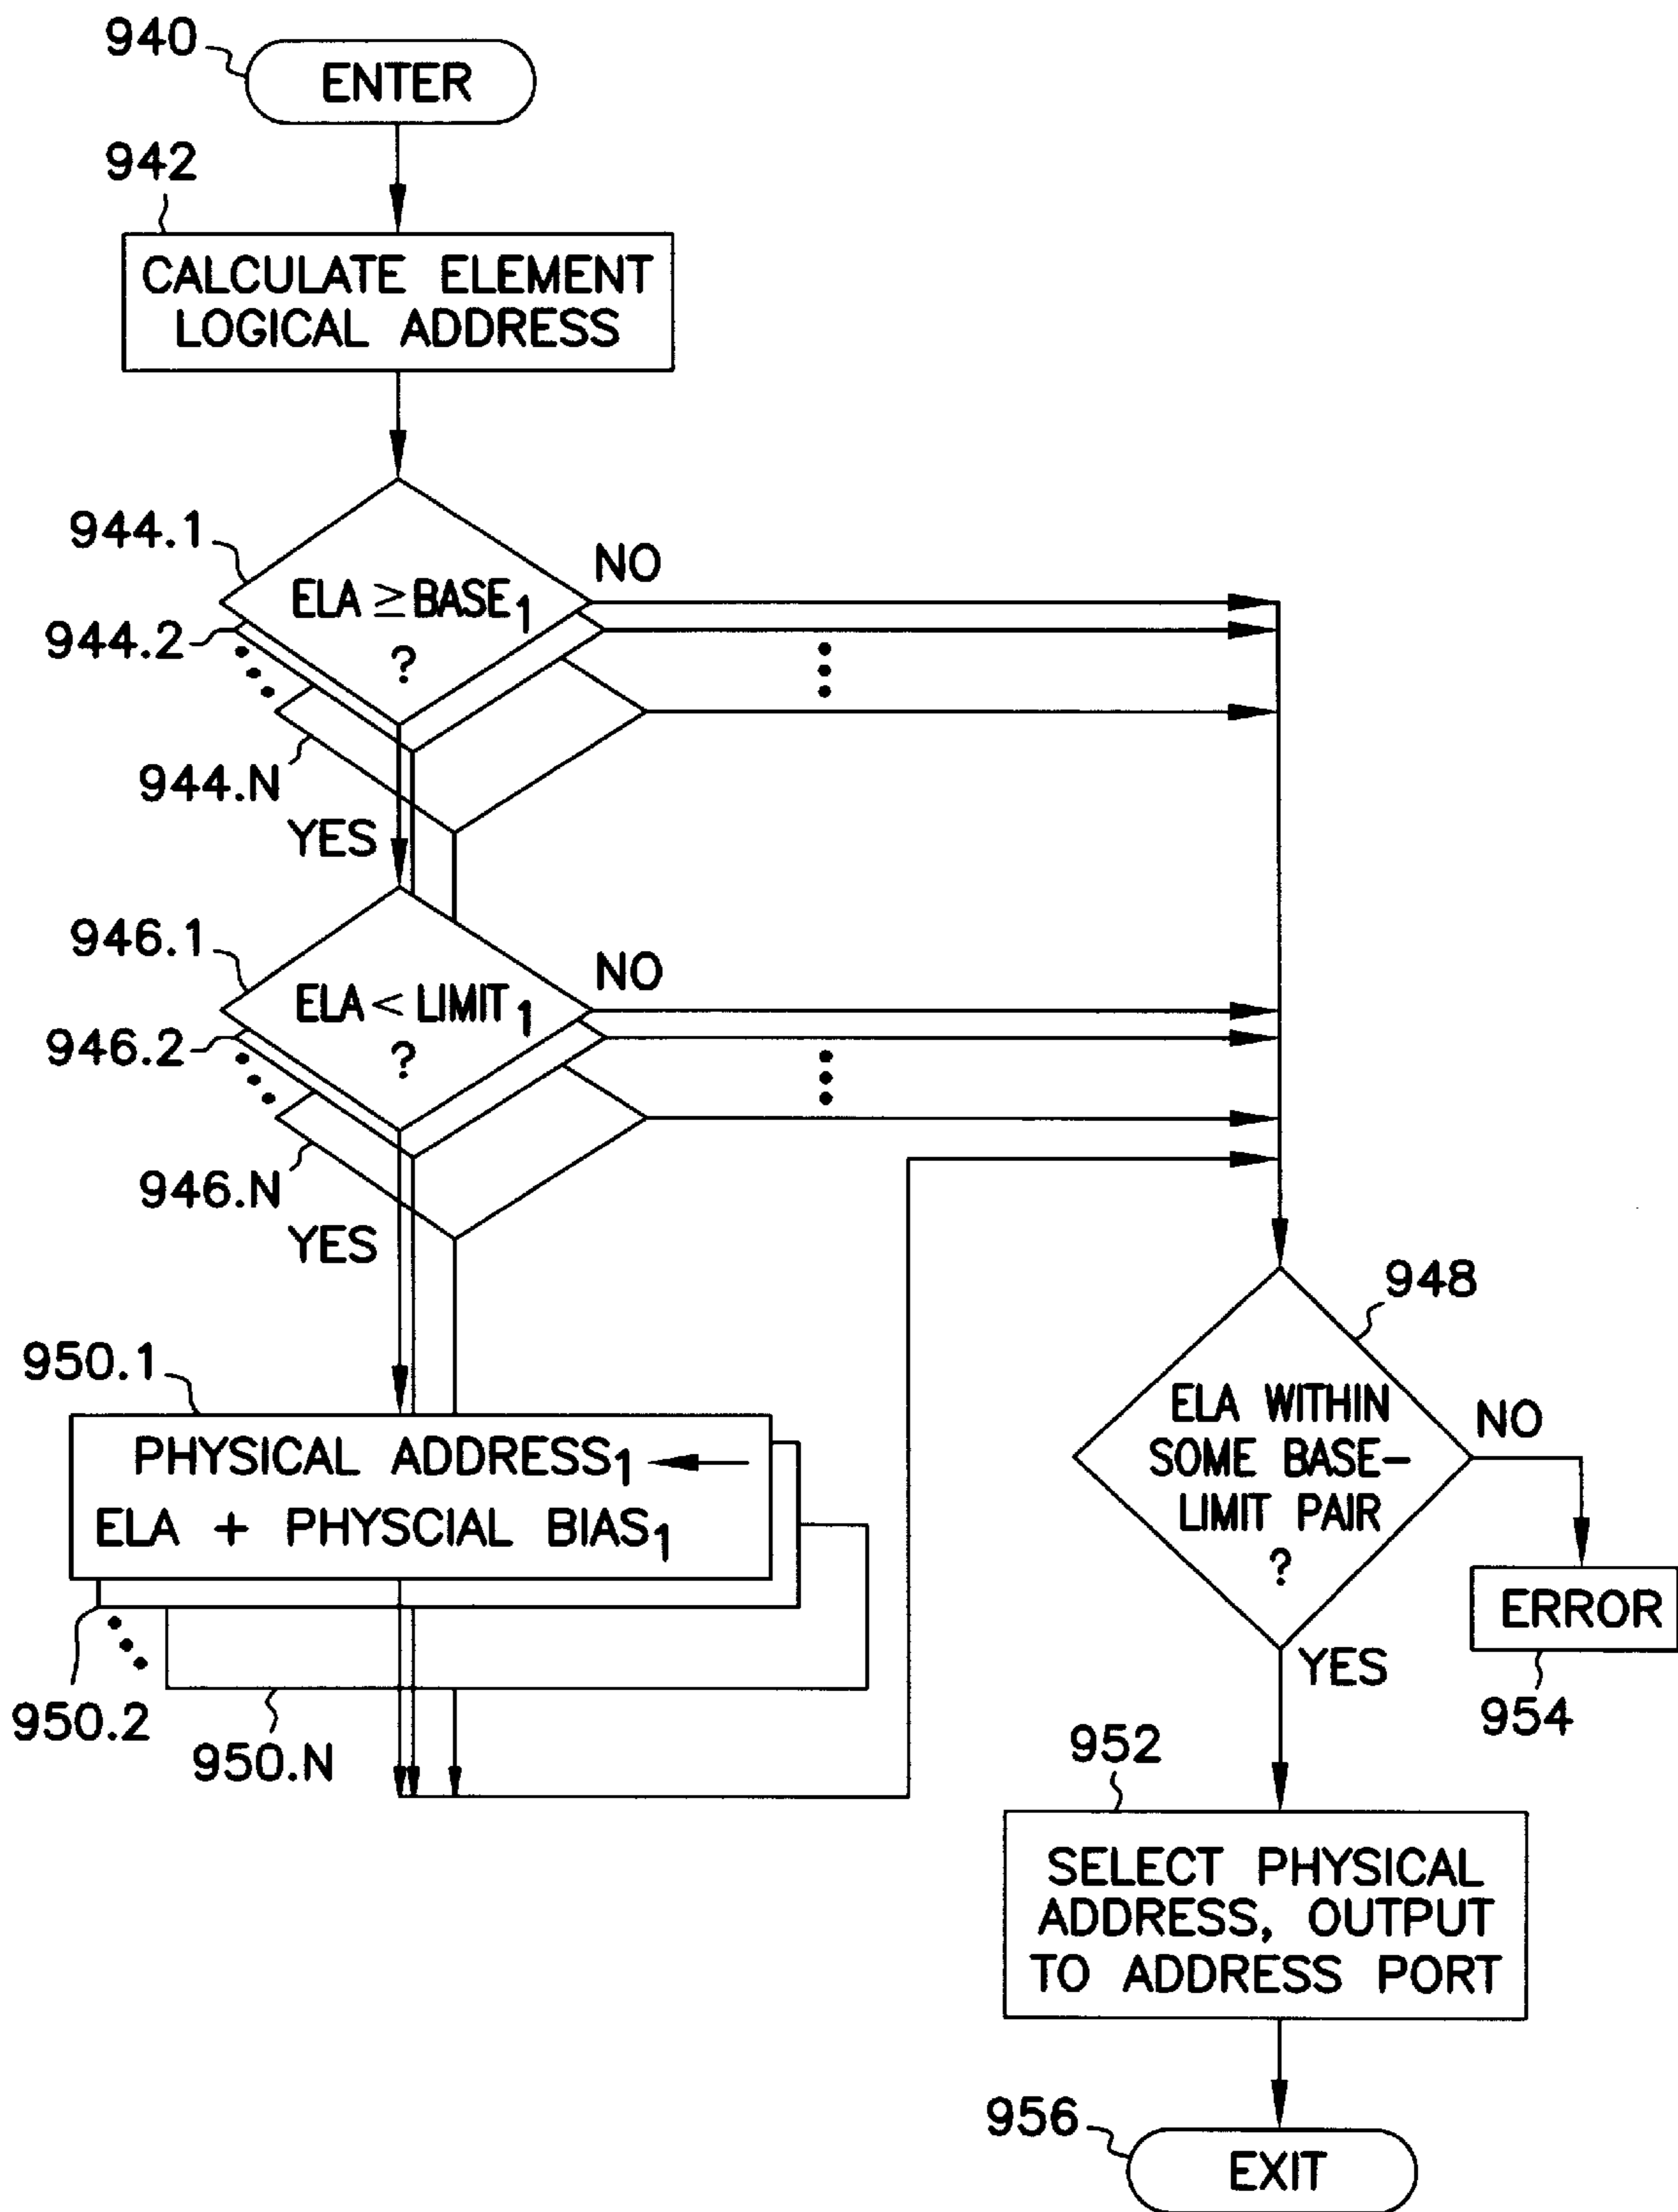 940
ENTER
942
CALCULATE ELEMENT
LOGICAL ADDRESS
944.1
NO
ELA ≥ BASE1
?
944.2
944.N
YES
946.1
NO
ELA < LIMIT1
?
946.2
946.N
YES
950.1
PHYSICAL ADDRESS1 ←
ELA + PHYSCIAL BIAS1
950.2
950.N
948
ELA WITHIN
SOME BASE-
LIMIT PAIR
?
NO
ERROR
954
YES
952
SELECT PHYSICAL
ADDRESS, OUTPUT
TO ADDRESS PORT
956
EXIT